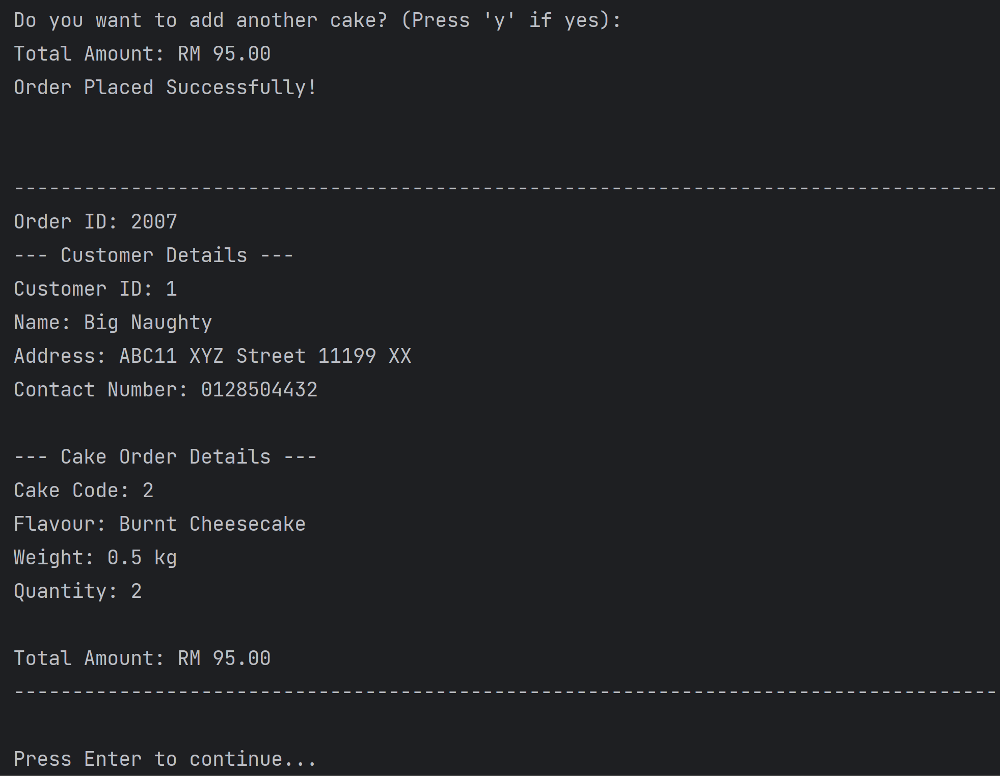 Do you want to add another cake? (Press 'y' if yes):
Total Amount: RM 95.00
Order Placed Successfully!
------------------------------------------------------------------------------------
Order ID: 2007
--- Customer Details ---
Customer ID: 1
Name: Big Naughty
Address: ABC11 XYZ Street 11199 XX
Contact Number: 0128504432
--- Cake Order Details ---
Cake Code: 2
Flavour: Burnt Cheesecake
Weight: 0.5 kg
Quantity: 2
Total Amount: RM 95.00
------------------------------------------------------------------------------------
Press Enter to continue...